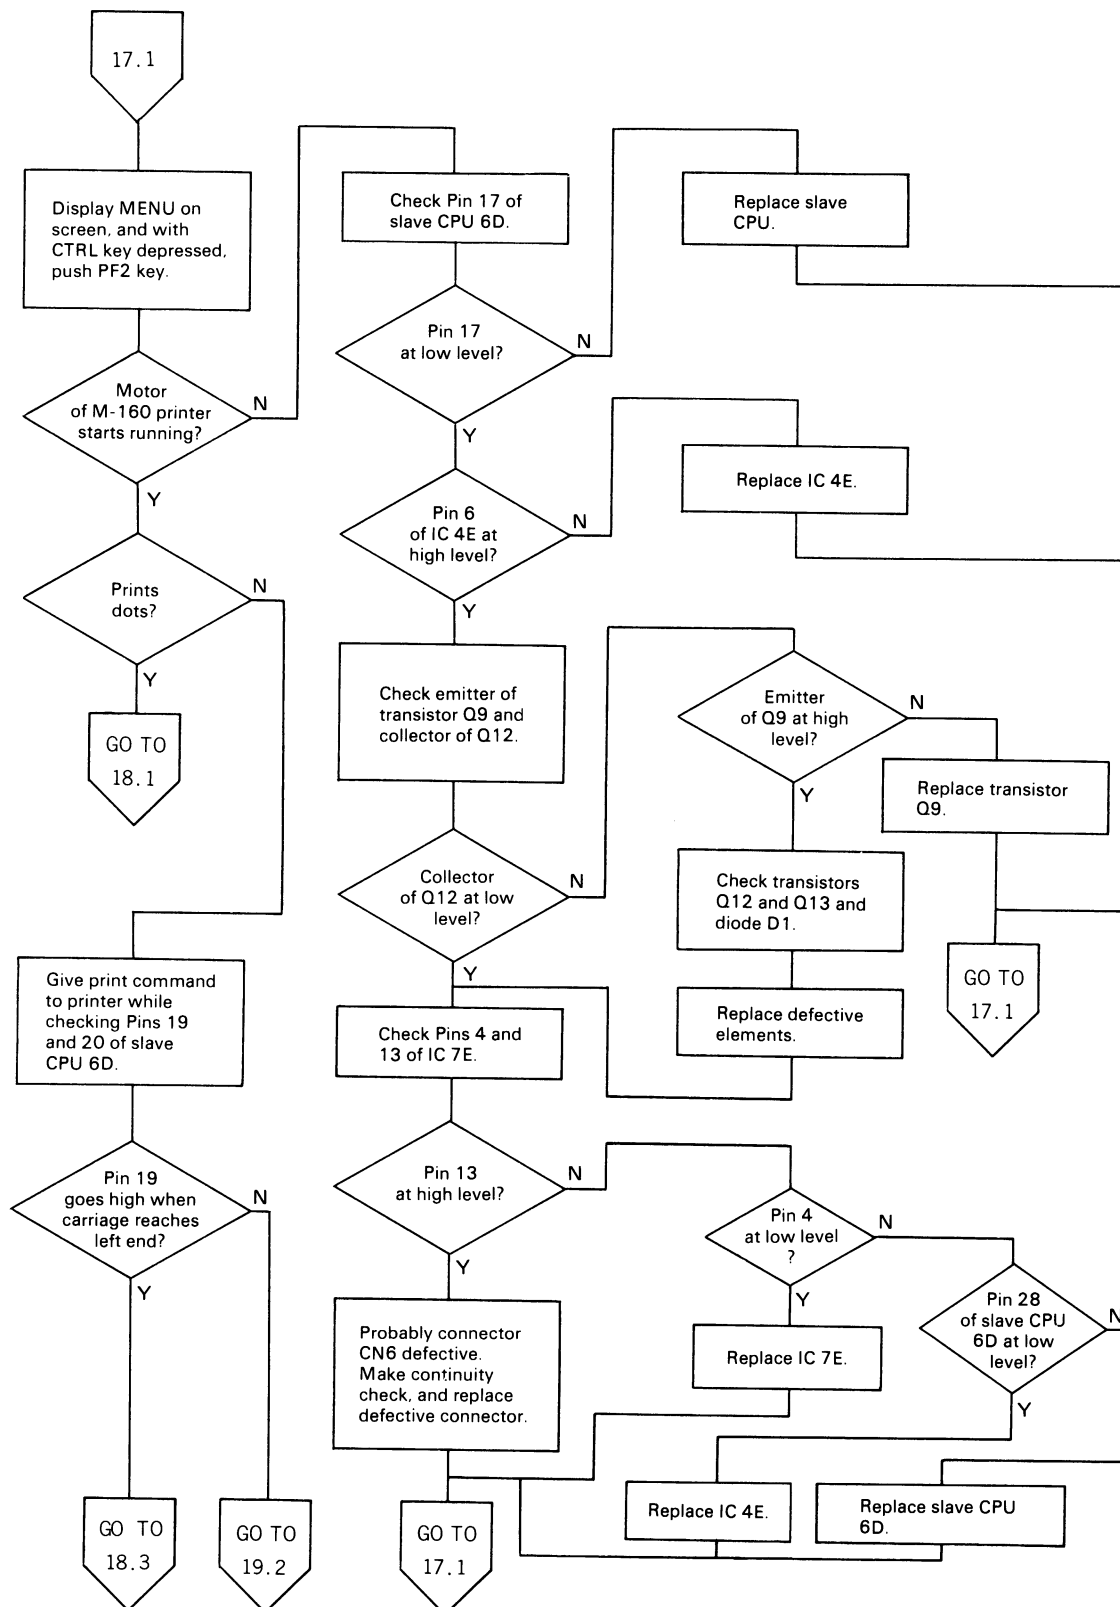 17.1
Display MENU on
screen, and with
CTRL key depressed,
push PF2 key.
Motor
of M-160 printer
starts running?
N
Y
Prints
dots?
N
Y
GO TO
18.1
Give print command
to printer while
checking Pins 19
and 20 of slave
CPU 6D.
Pin 19
goes high when
carriage reaches
left end?
N
Y
GO TO
18.3
GO TO
19.2
Check Pin 17 of
slave CPU 6D.
Pin 17
at low level?
N
Y
Replace slave
CPU.
Pin 6
of IC 4E at
high level?
N
Y
Replace IC 4E.
Check emitter of
transistor Q9 and
collector of Q12.
Collector
of Q12 at low
level?
N
Y
Emitter
of Q9 at high
level?
N
Y
Replace transistor
Q9.
GO TO
17.1
Check transistors
Q12 and Q13 and
diode D1.
Replace defective
elements.
Check Pins 4 and
13 of IC 7E.
Pin 13
at high level?
N
Y
Pin 4
at low level
?
N
Y
Replace IC 7E.
Pin 28
of slave CPU
6D at low
level?
N
Y
Probably connector
CN6 defective.
Make continuity
check, and replace
defective connector.
Replace IC 4E.
Replace slave CPU
6D.
GO TO
17.1